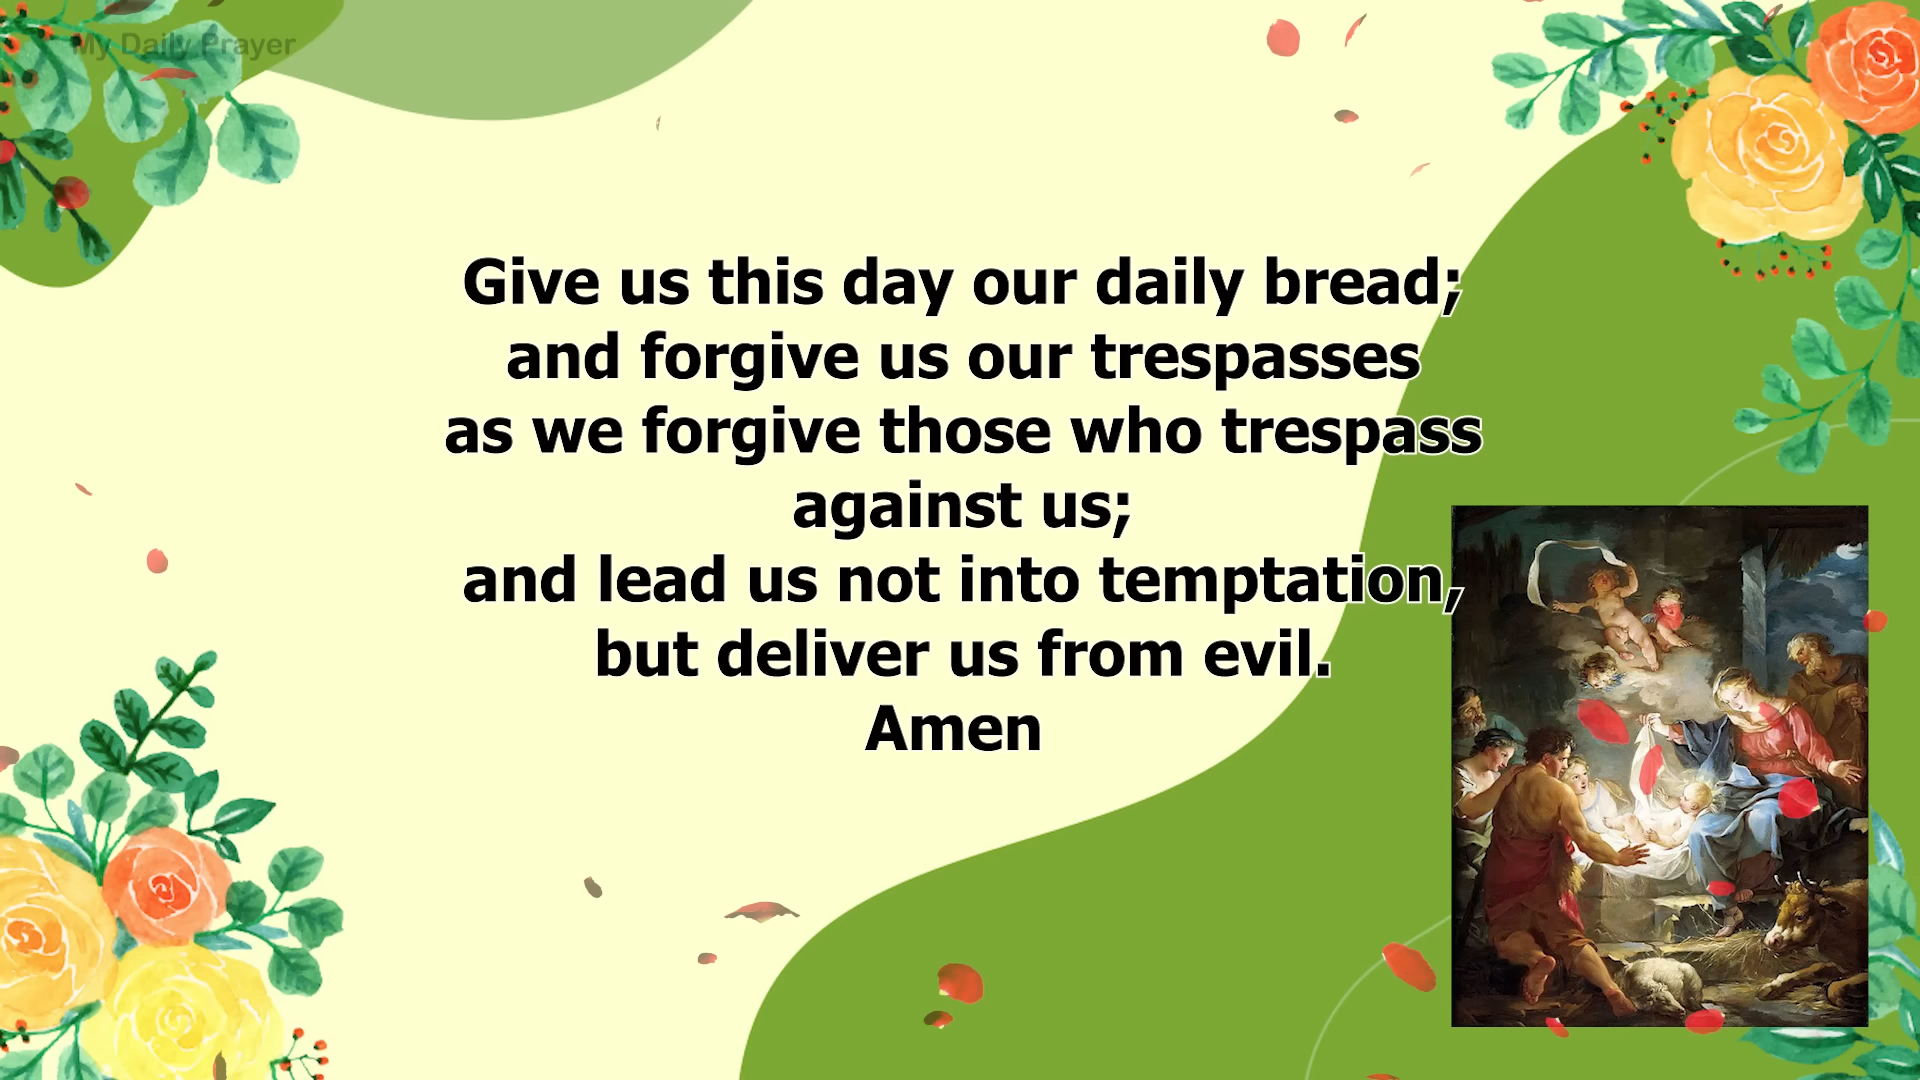 My Daily Prayer
Give us this day our daily bread;
and forgive us our trespasses
as we forgive those who trespass
against us;
and lead us not into temptation,
but deliver us from evil.
Amen